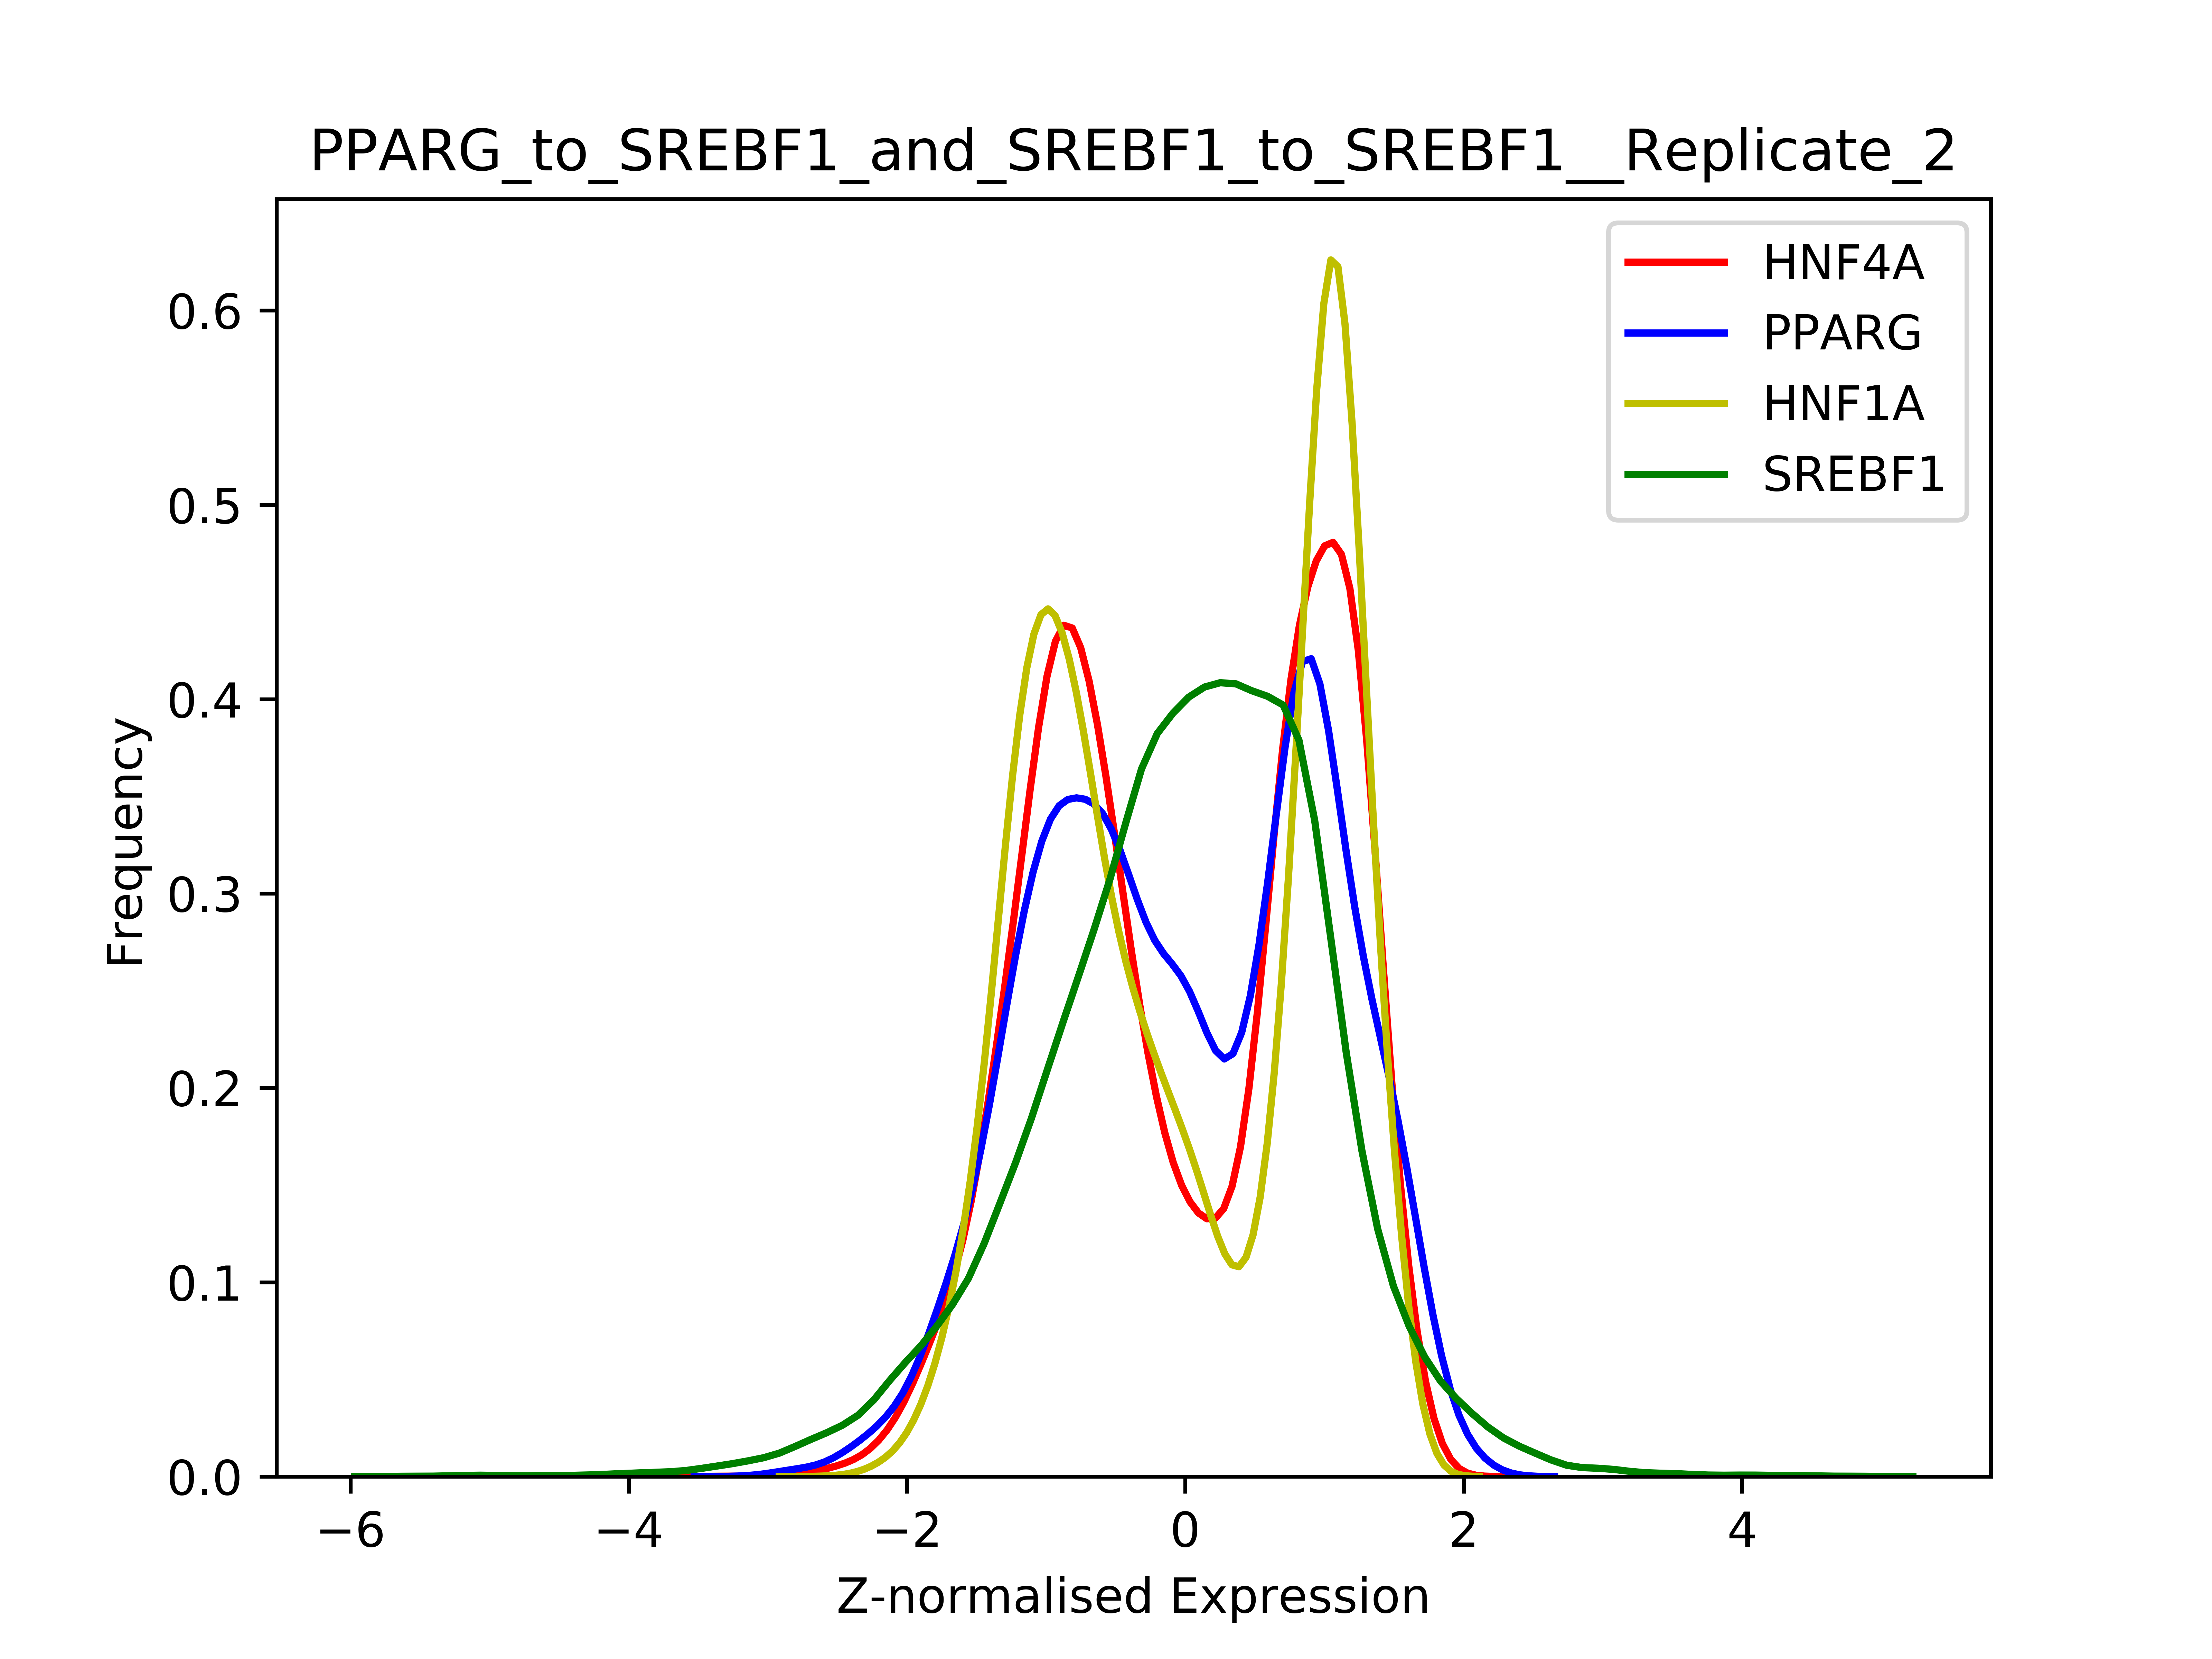 PPARG_to_SREBF1_and_SREBF1_to_SREBF1__Replicate_2
HNF4A
PPARG
HNF1A
SREBF1
Frequency
0.6
0.5
0.4
0.3
0.2
0.1
0.0
−6 −4 −2 0 2 4
Z-normalised Expression